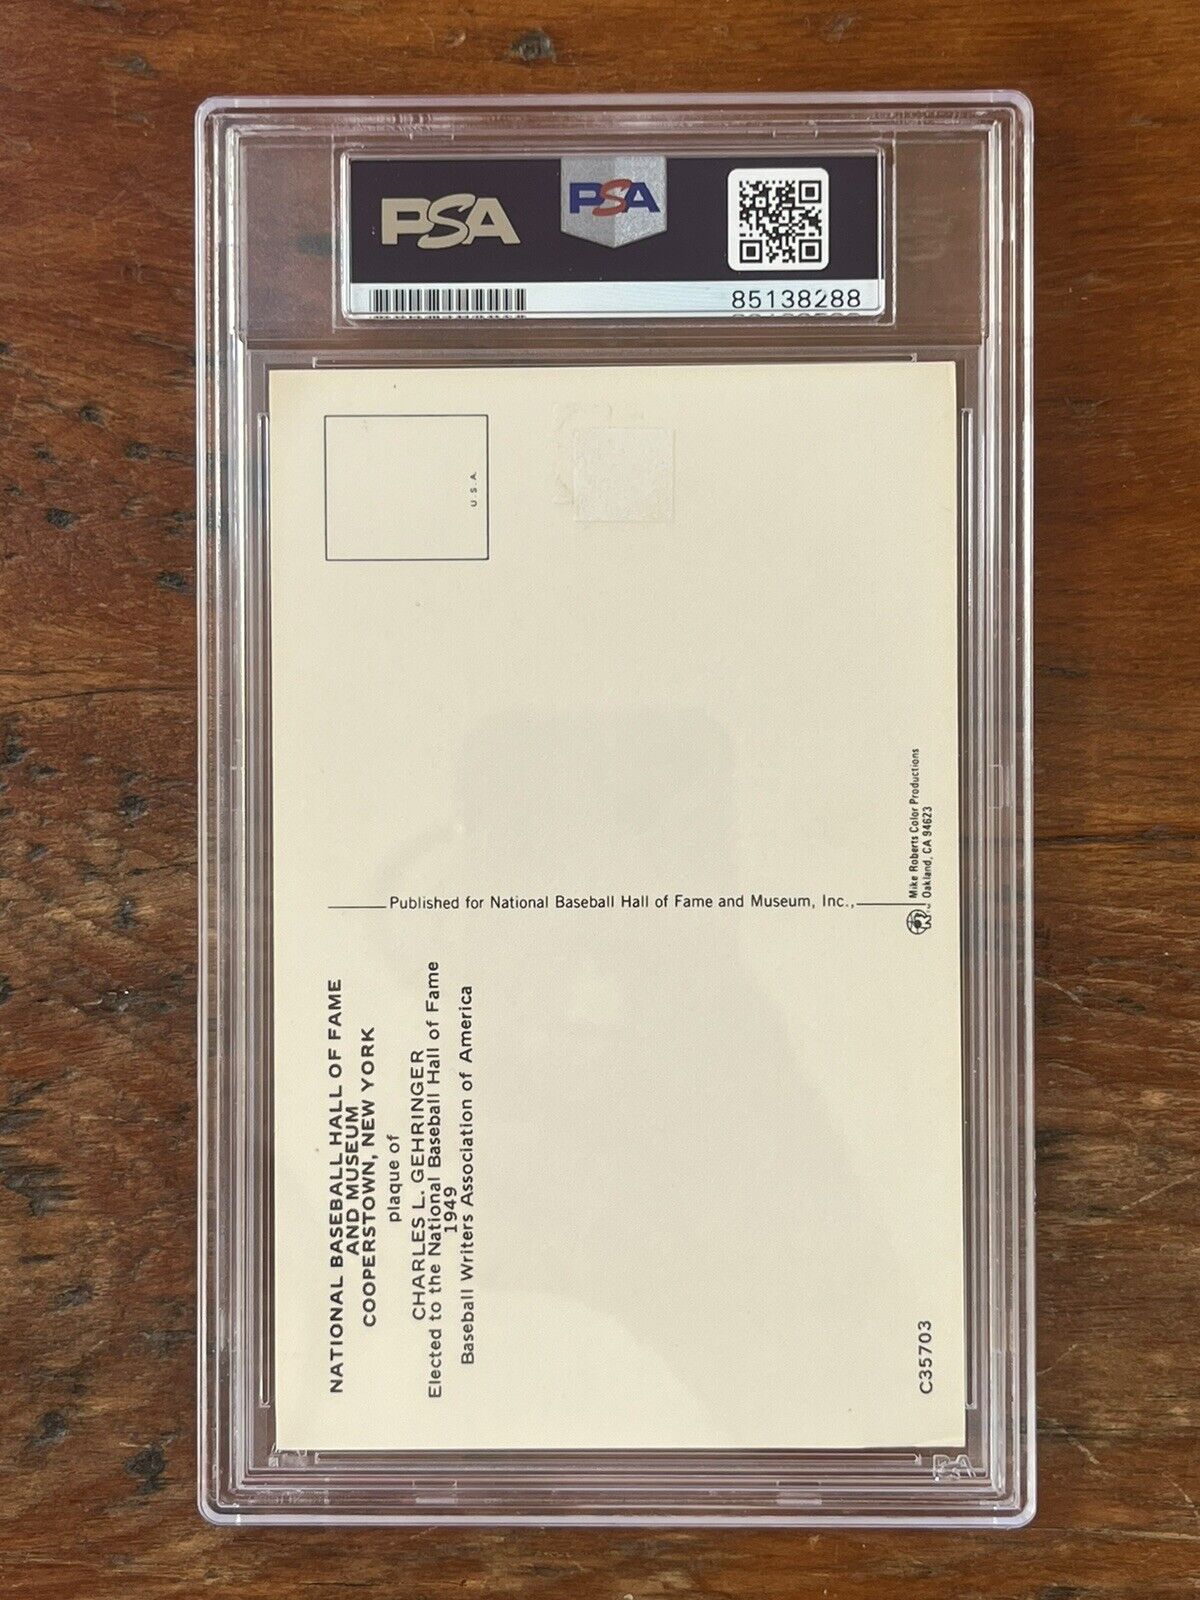 PSA
PSA
85138288
U.S.A.
NATIONAL BASEBALL HALL OF FAME
AND MUSEUM
COOPERSTOWN, NEW YORK
plaque of
CHARLES L. GEHRINGER
Elected to the National Baseball Hall of Fame
1949
Baseball Writers Association of America
Published for National Baseball Hall of Fame and Museum, Inc.,
Mike Roberts Color Productions
Oakland, CA 94623
C35703
PSA